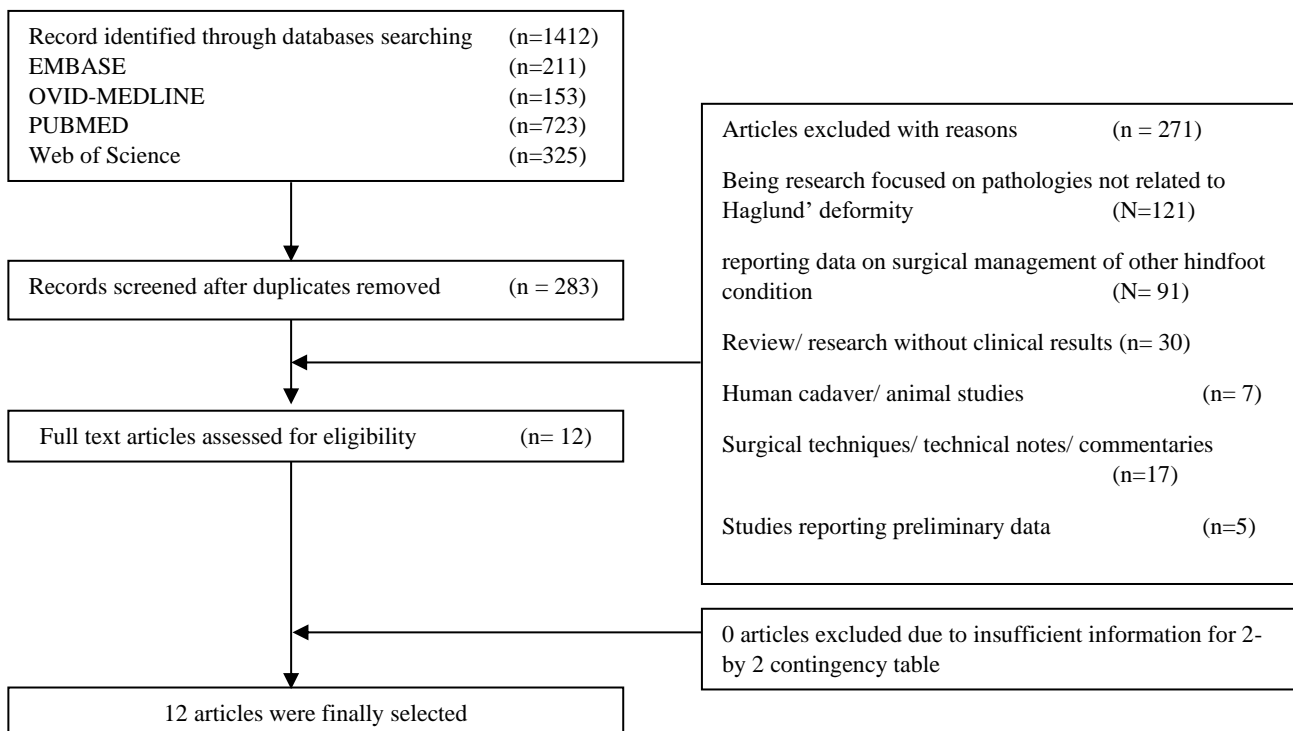 Record identified through databases searching (n=1412)
EMBASE (n=211)
OVID-MEDLINE (n=153)
PUBMED (n=723)
Web of Science (n=325)
Records screened after duplicates removed (n = 283)
Articles excluded with reasons (n = 271)
Being research focused on pathologies not related to
Haglund’ deformity (N=121)
reporting data on surgical management of other hindfoot
condition (N= 91)
Review/ research without clinical results (n= 30)
Human cadaver/ animal studies (n= 7)
Surgical techniques/ technical notes/ commentaries
(n=17)
Studies reporting preliminary data (n=5)
Full text articles assessed for eligibility (n= 12)
0 articles excluded due to insufficient information for 2-
by 2 contingency table
12 articles were finally selected